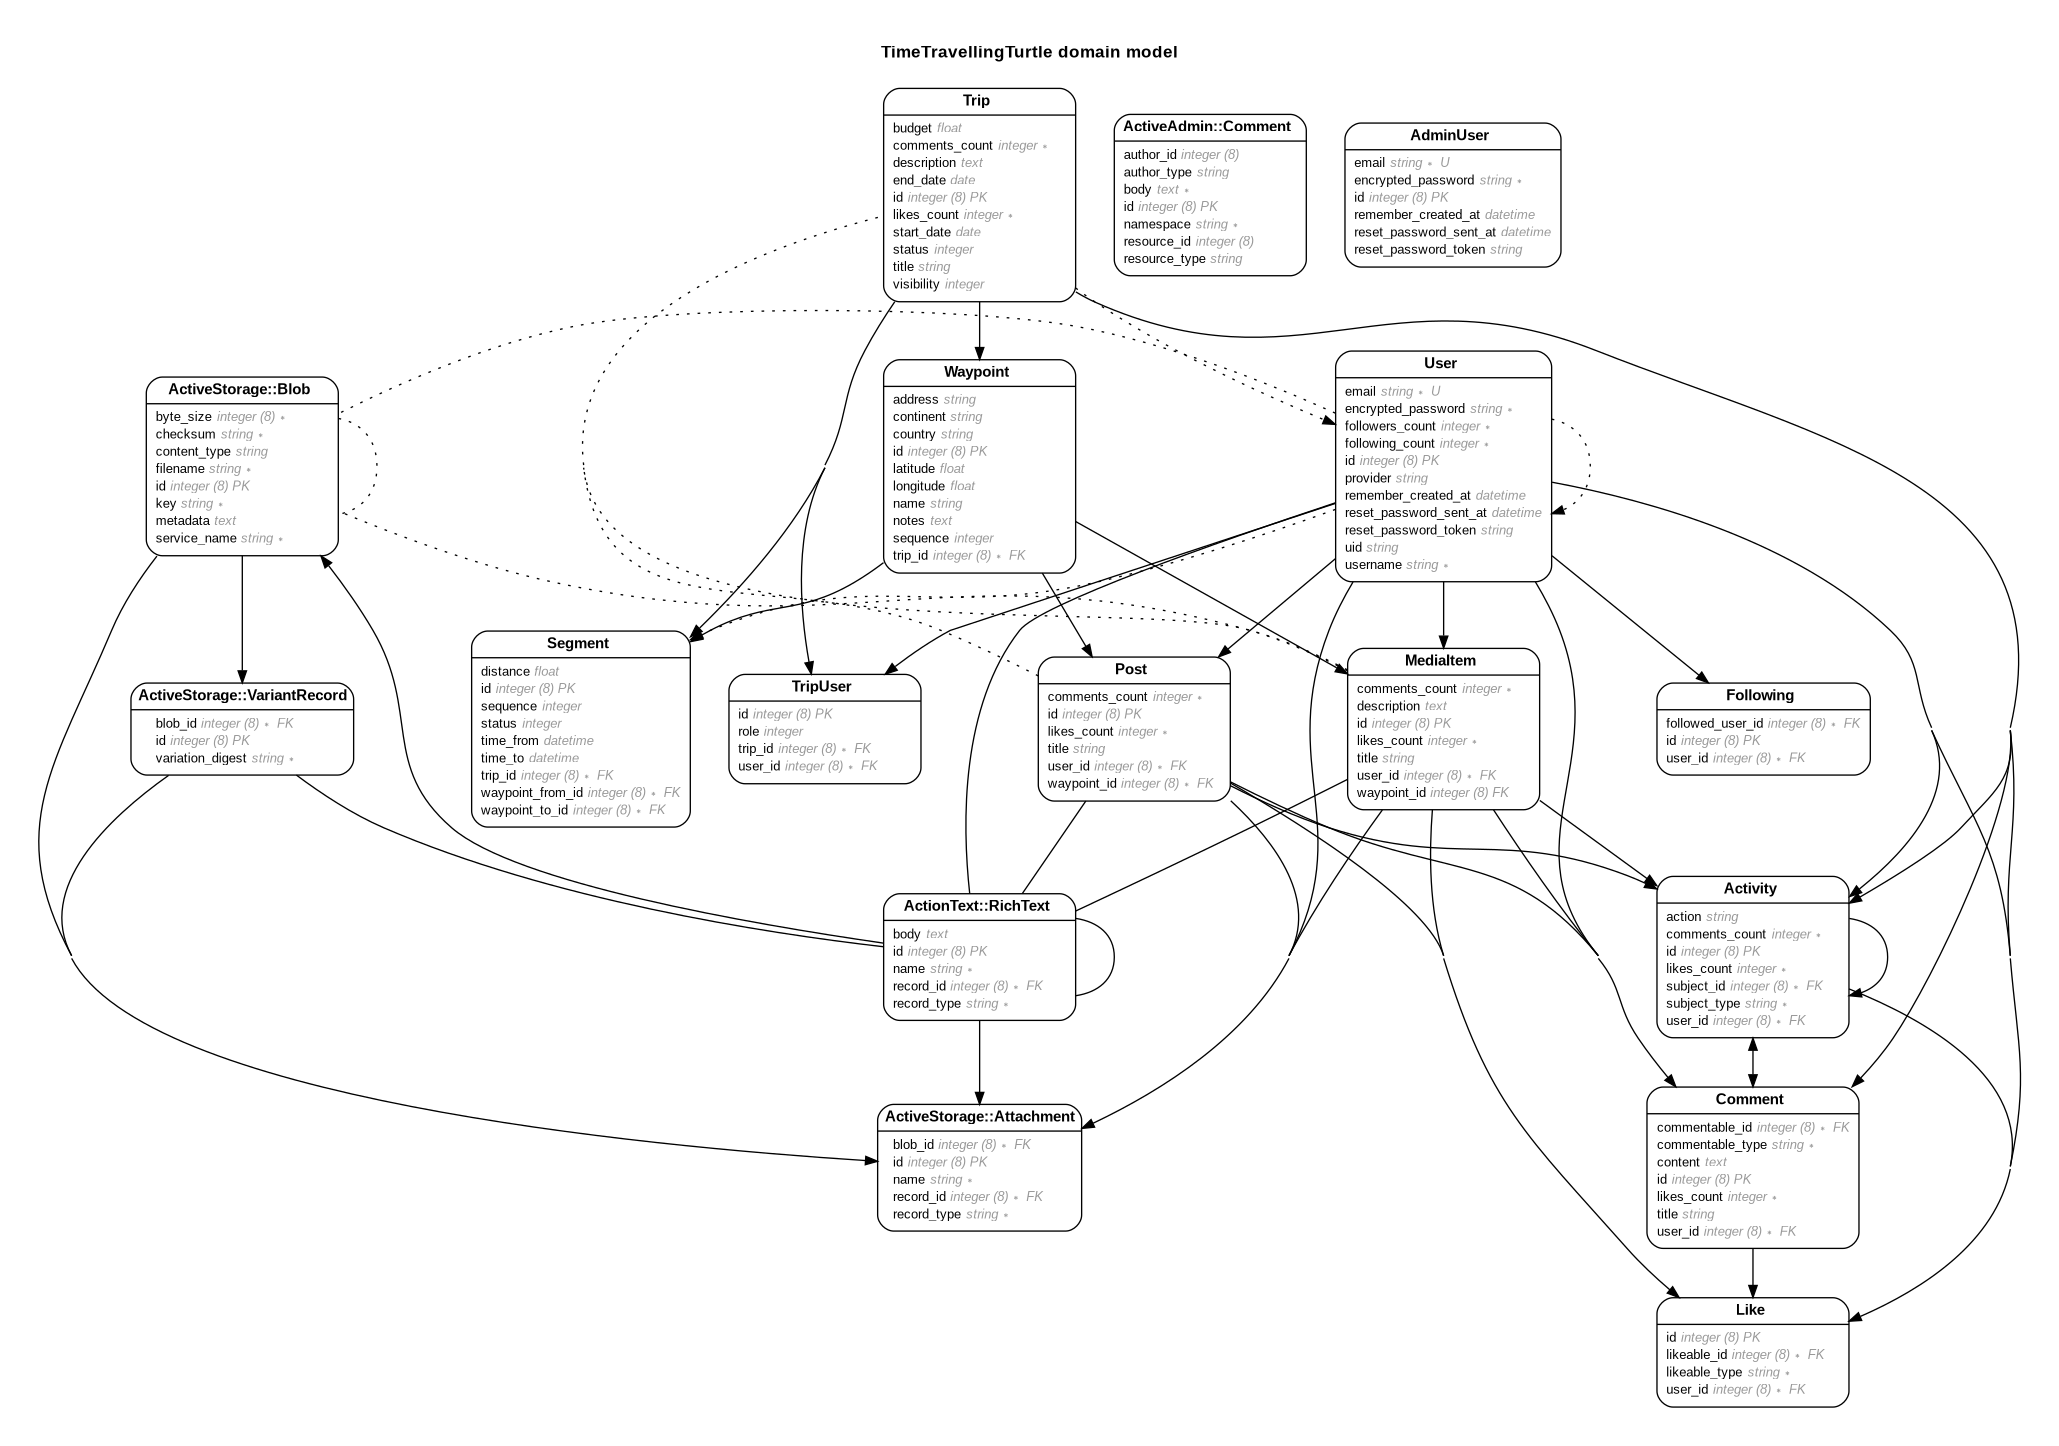 TimeTravellingTurtle domain model
Trip
budget float
comments_count integer *
description text
end_date date
id integer (8) PK
likes_count integer *
start_date date
status integer
title string
visibility integer
ActiveAdmin::Comment
author_id integer (8)
author_type string
body text *
id integer (8) PK
namespace string *
resource_id integer (8)
resource_type string
AdminUser
email string * U
encrypted_password string *
id integer (8) PK
remember_created_at datetime
reset_password_sent_at datetime
reset_password_token string
ActiveStorage::Blob
byte_size integer (8) *
checksum string *
content_type string
filename string *
id integer (8) PK
key string *
metadata text
service_name string *
Waypoint
address string
continent string
country string
id integer (8) PK
latitude float
longitude float
name string
notes text
sequence integer
trip_id integer (8) * FK
User
email string * U
encrypted_password string *
followers_count integer *
following_count integer *
id integer (8) PK
provider string
remember_created_at datetime
reset_password_sent_at datetime
reset_password_token string
uid string
username string *
ActiveStorage::VariantRecord
blob_id integer (8) * FK
id integer (8) PK
variation_digest string *
Segment
distance float
id integer (8) PK
sequence integer
status integer
time_from datetime
time_to datetime
trip_id integer (8) * FK
waypoint_from_id integer (8) * FK
waypoint_to_id integer (8) * FK
TripUser
id integer (8) PK
role integer
trip_id integer (8) * FK
user_id integer (8) * FK
Post
comments_count integer *
id integer (8) PK
likes_count integer *
title string
user_id integer (8) * FK
waypoint_id integer (8) * FK
MediaItem
comments_count integer *
description text
id integer (8) PK
likes_count integer *
title string
user_id integer (8) * FK
waypoint_id integer (8) FK
Following
followed_user_id integer (8) * FK
id integer (8) PK
user_id integer (8) * FK
ActionText::RichText
body text
id integer (8) PK
name string *
record_id integer (8) * FK
record_type string *
Activity
action string
comments_count integer *
id integer (8) PK
likes_count integer *
subject_id integer (8) * FK
subject_type string *
user_id integer (8) * FK
ActiveStorage::Attachment
blob_id integer (8) * FK
id integer (8) PK
name string *
record_id integer (8) * FK
record_type string *
Comment
commentable_id integer (8) * FK
commentable_type string *
content text
id integer (8) PK
likes_count integer *
title string
user_id integer (8) * FK
Like
id integer (8) PK
likeable_id integer (8) * FK
likeable_type string *
user_id integer (8) * FK